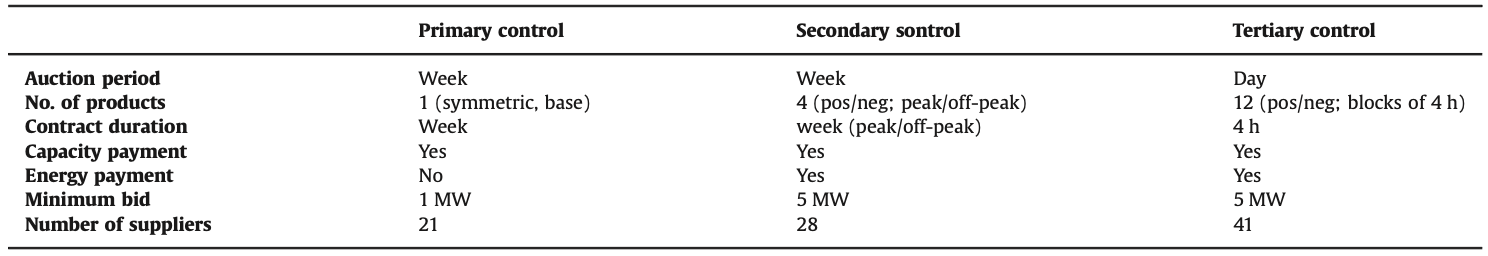 Primary control Secondary sontrol Tertiary control
Auction period Week Week Day
No. of products 1 (symmetric, base) 4 (pos/neg; peak/off-peak) 12 (pos/neg; blocks of 4 h)
Contract duration Week week (peak/off-peak) 4 h
Capacity payment Yes Yes Yes
Energy payment No Yes Yes
Minimum bid 1 MW 5 MW 5 MW
Number of suppliers 21 28 41